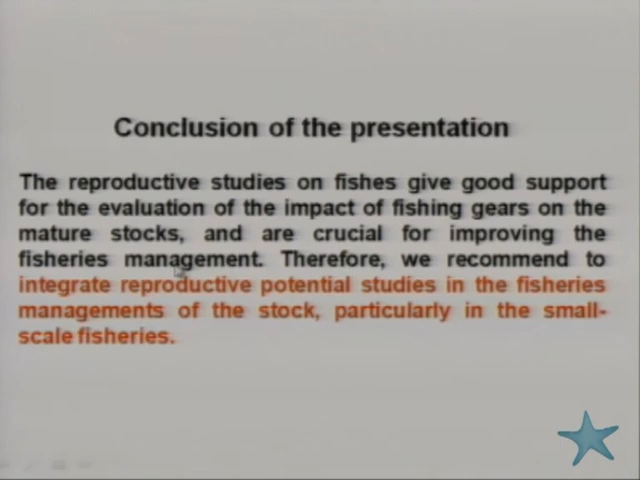 Conclusion of the presentation
The reproductive studies on fishes give good support
for the evaluation of the impact of fishing gears on the
mature stocks, and are crucial for improving the
fisheries management. Therefore, we recommend to
integrate reproductive potential studies in the fisheries
managements of the stock, particularly in the small-
scale fisheries.